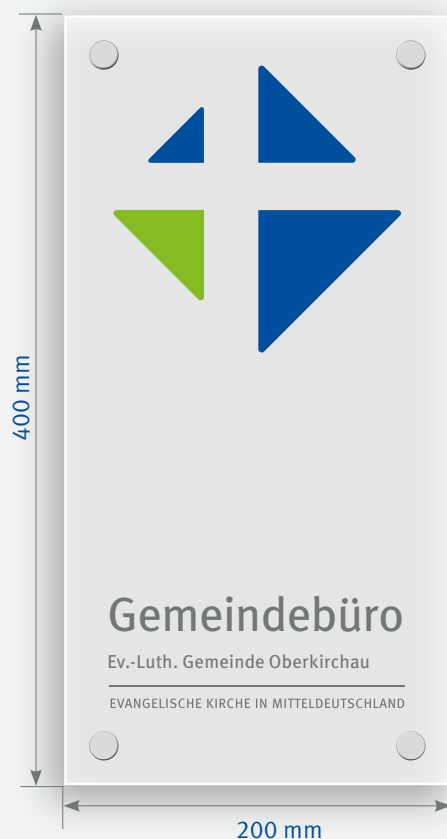 400 mm
Gemeindebüro
Ev.-Luth. Gemeinde Oberkirchau
EVANGELISCHE KIRCHE IN MITTELDEUTSCHLAND
200 mm